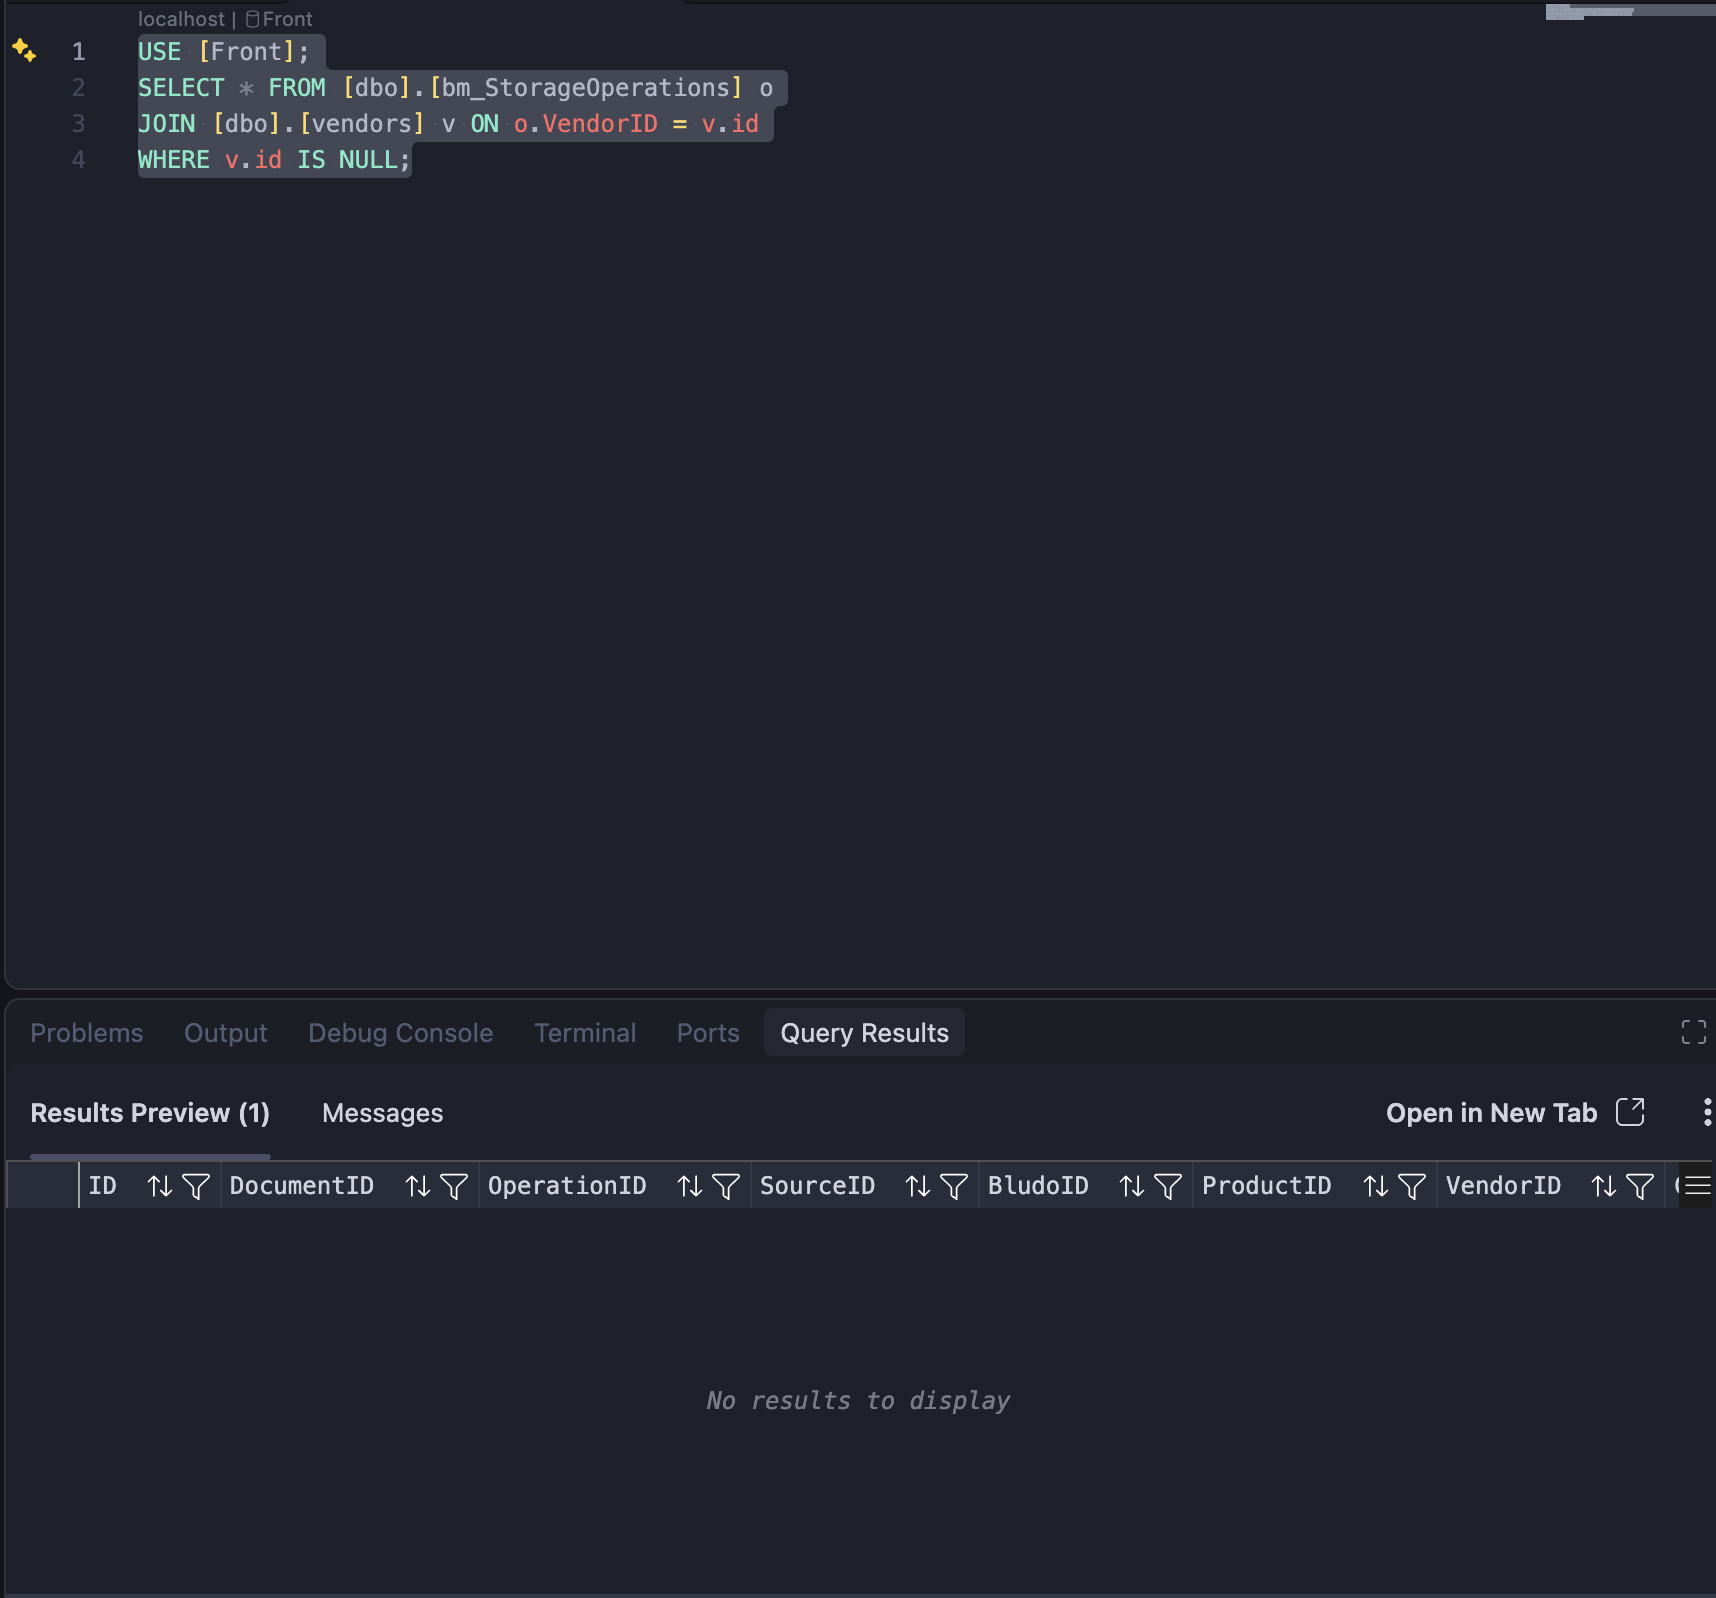 localhost | Front
1 USE [Front];
2 SELECT * FROM [dbo].[bm_StorageOperations] o
3 JOIN [dbo].[vendors] v ON o.VendorID = v.id
4 WHERE v.id IS NULL;
Problems Output Debug Console Terminal Ports Query Results
Results Preview (1) Messages Open in New Tab
ID DocumentID OperationID SourceID BludoID ProductID VendorID
No results to display